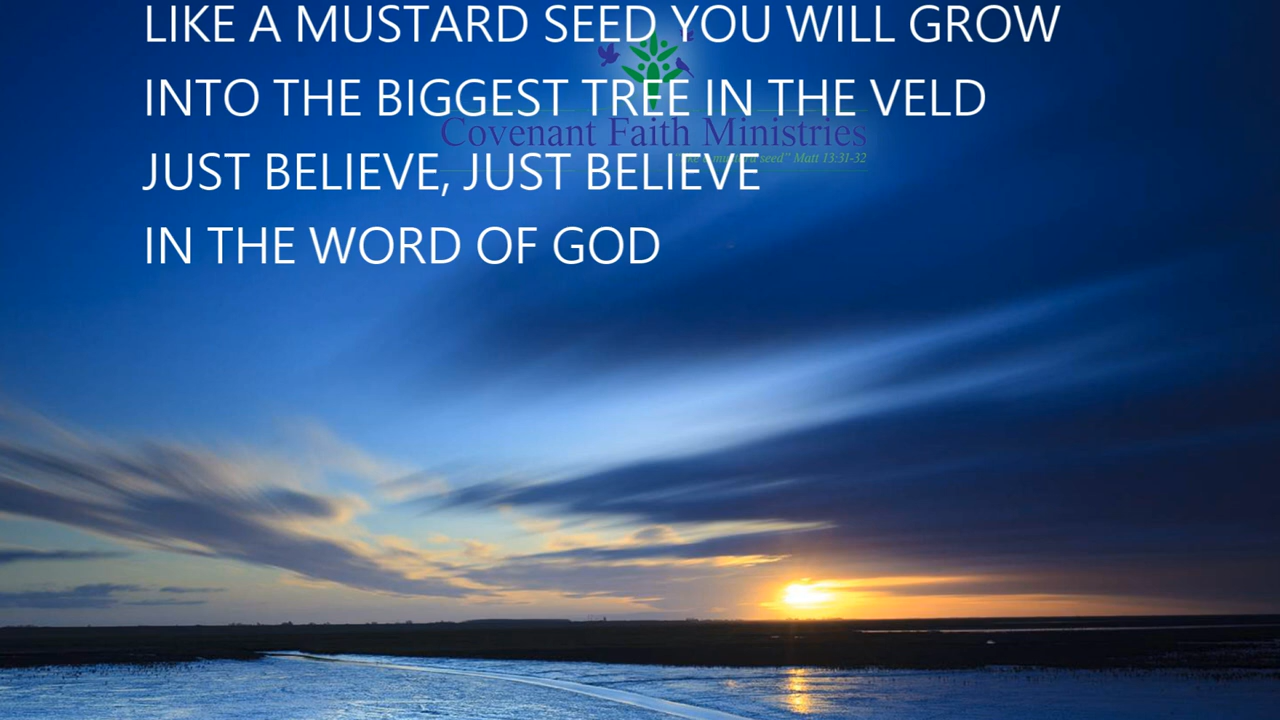 LIKE A MUSTARD SEED YOU WILL GROW
INTO THE BIGGEST TREE IN THE VELD
Covenant Faith Ministries
seed" Matt 13:31-32
JUST BELIEVE, JUST BELIEVE
IN THE WORD OF GOD